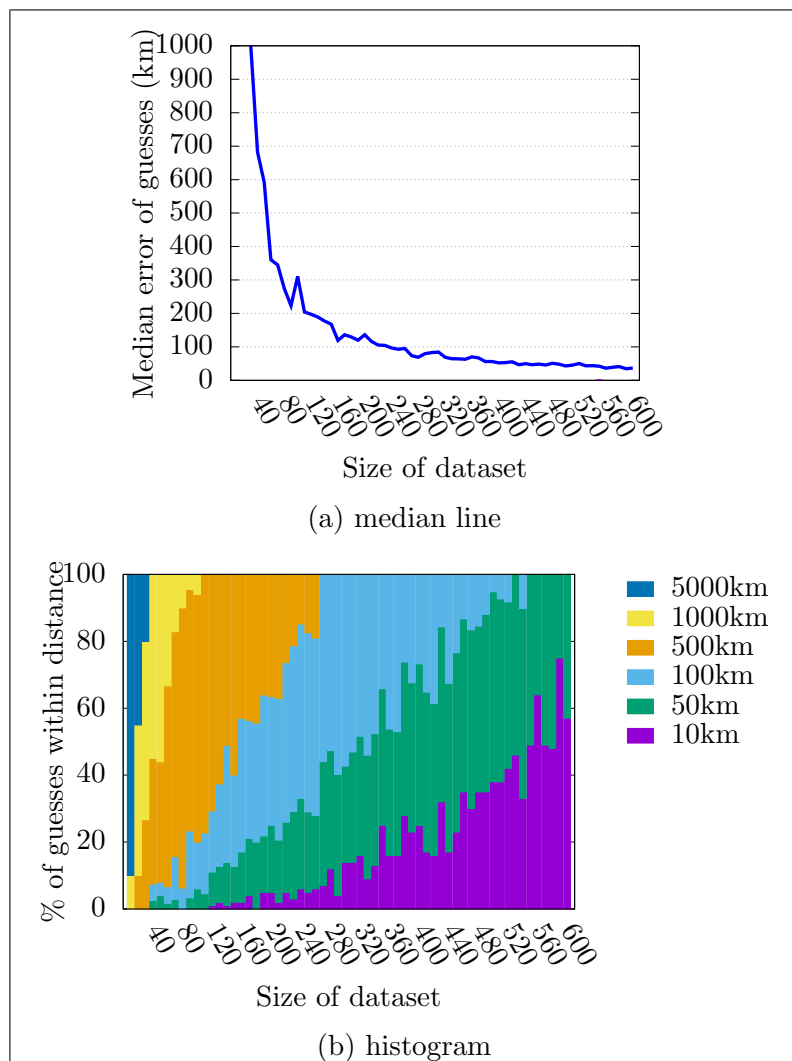 Median error of guesses (km)
1000
900
800
700
600
500
400
300
200
100
0
40 80 120 160 200 240 280 320 360 400 440 480 520 560 600
Size of dataset
(a) median line
% of guesses within distance
100
80
60
40
20
0
40 80 120 160 200 240 280 320 360 400 440 480 520 560 600
Size of dataset
5000km
1000km
500km
100km
50km
10km
(b) histogram